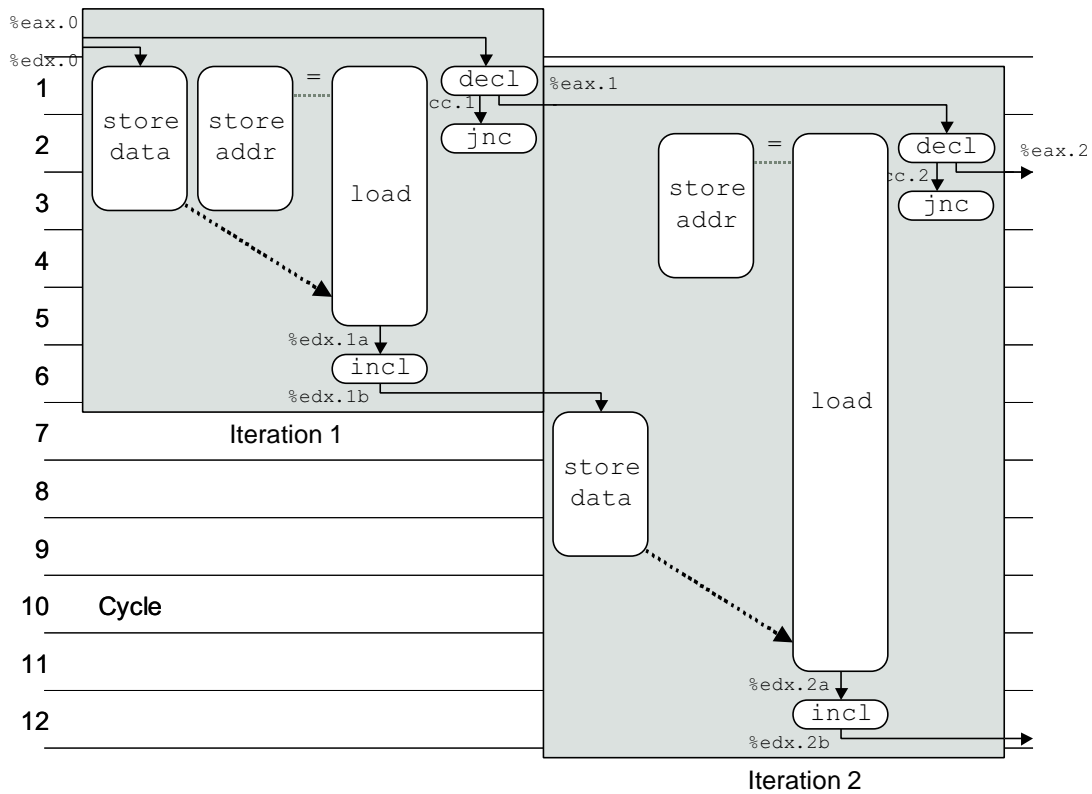 %eax.0
%edx.0
1
2
3
4
5
6
7
8
9
10
11
12
Cycle
store
data
store
addr
=
load
decl
cc.1
jnc
%eax.1
%edx.1a
incl
%edx.1b
Iteration 1
store
addr
=
load
decl
cc.2
jnc
%eax.2
store
data
%edx.2a
incl
%edx.2b
Iteration 2